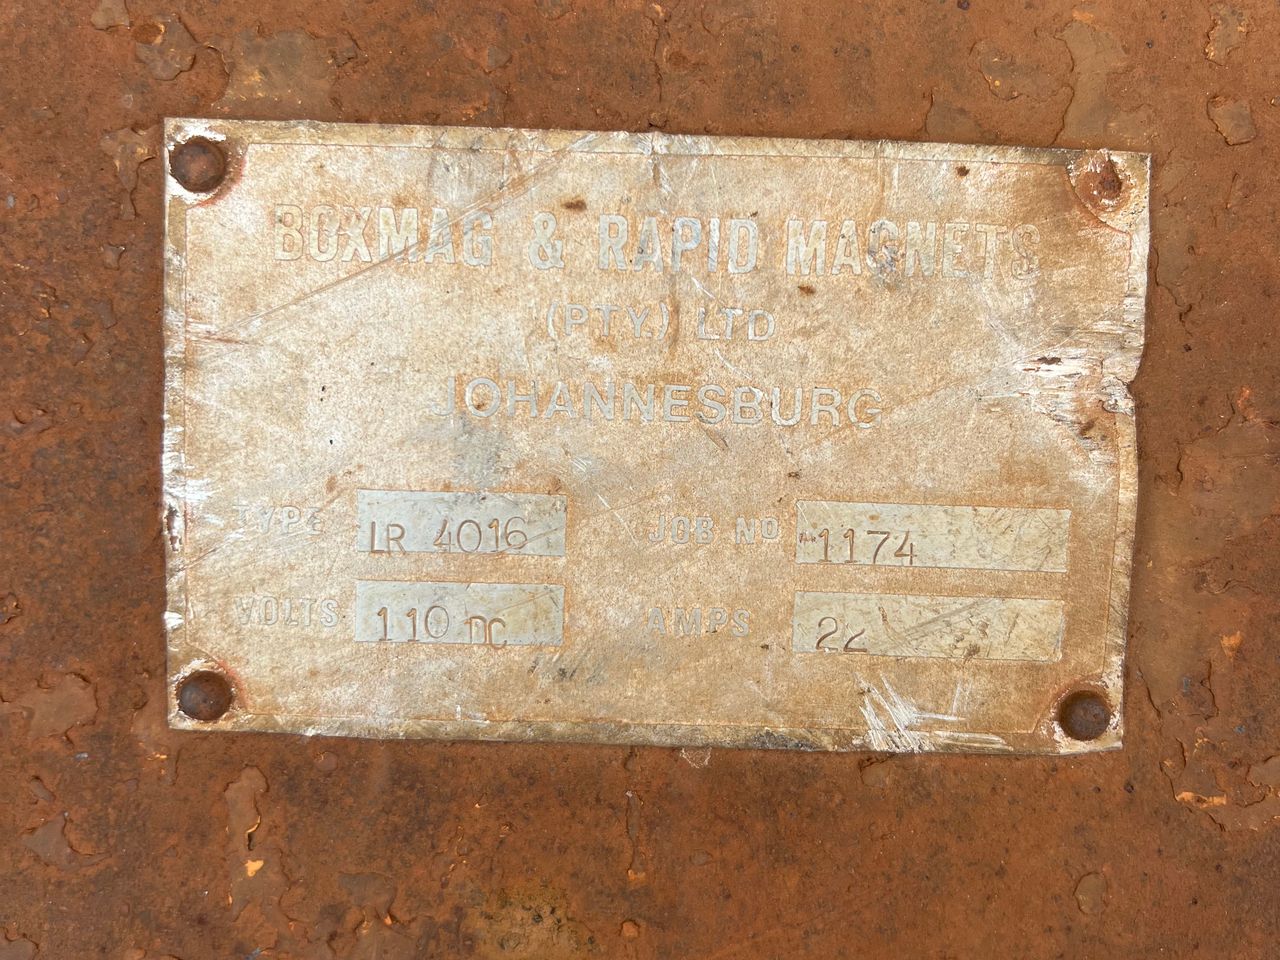 BOXMAG & RAPID MAGNETS
(PTY.) LTD
JOHANNESBURG
TYPE LR 4016 JOB NO 1174
VOLTS 110 DC AMPS 22